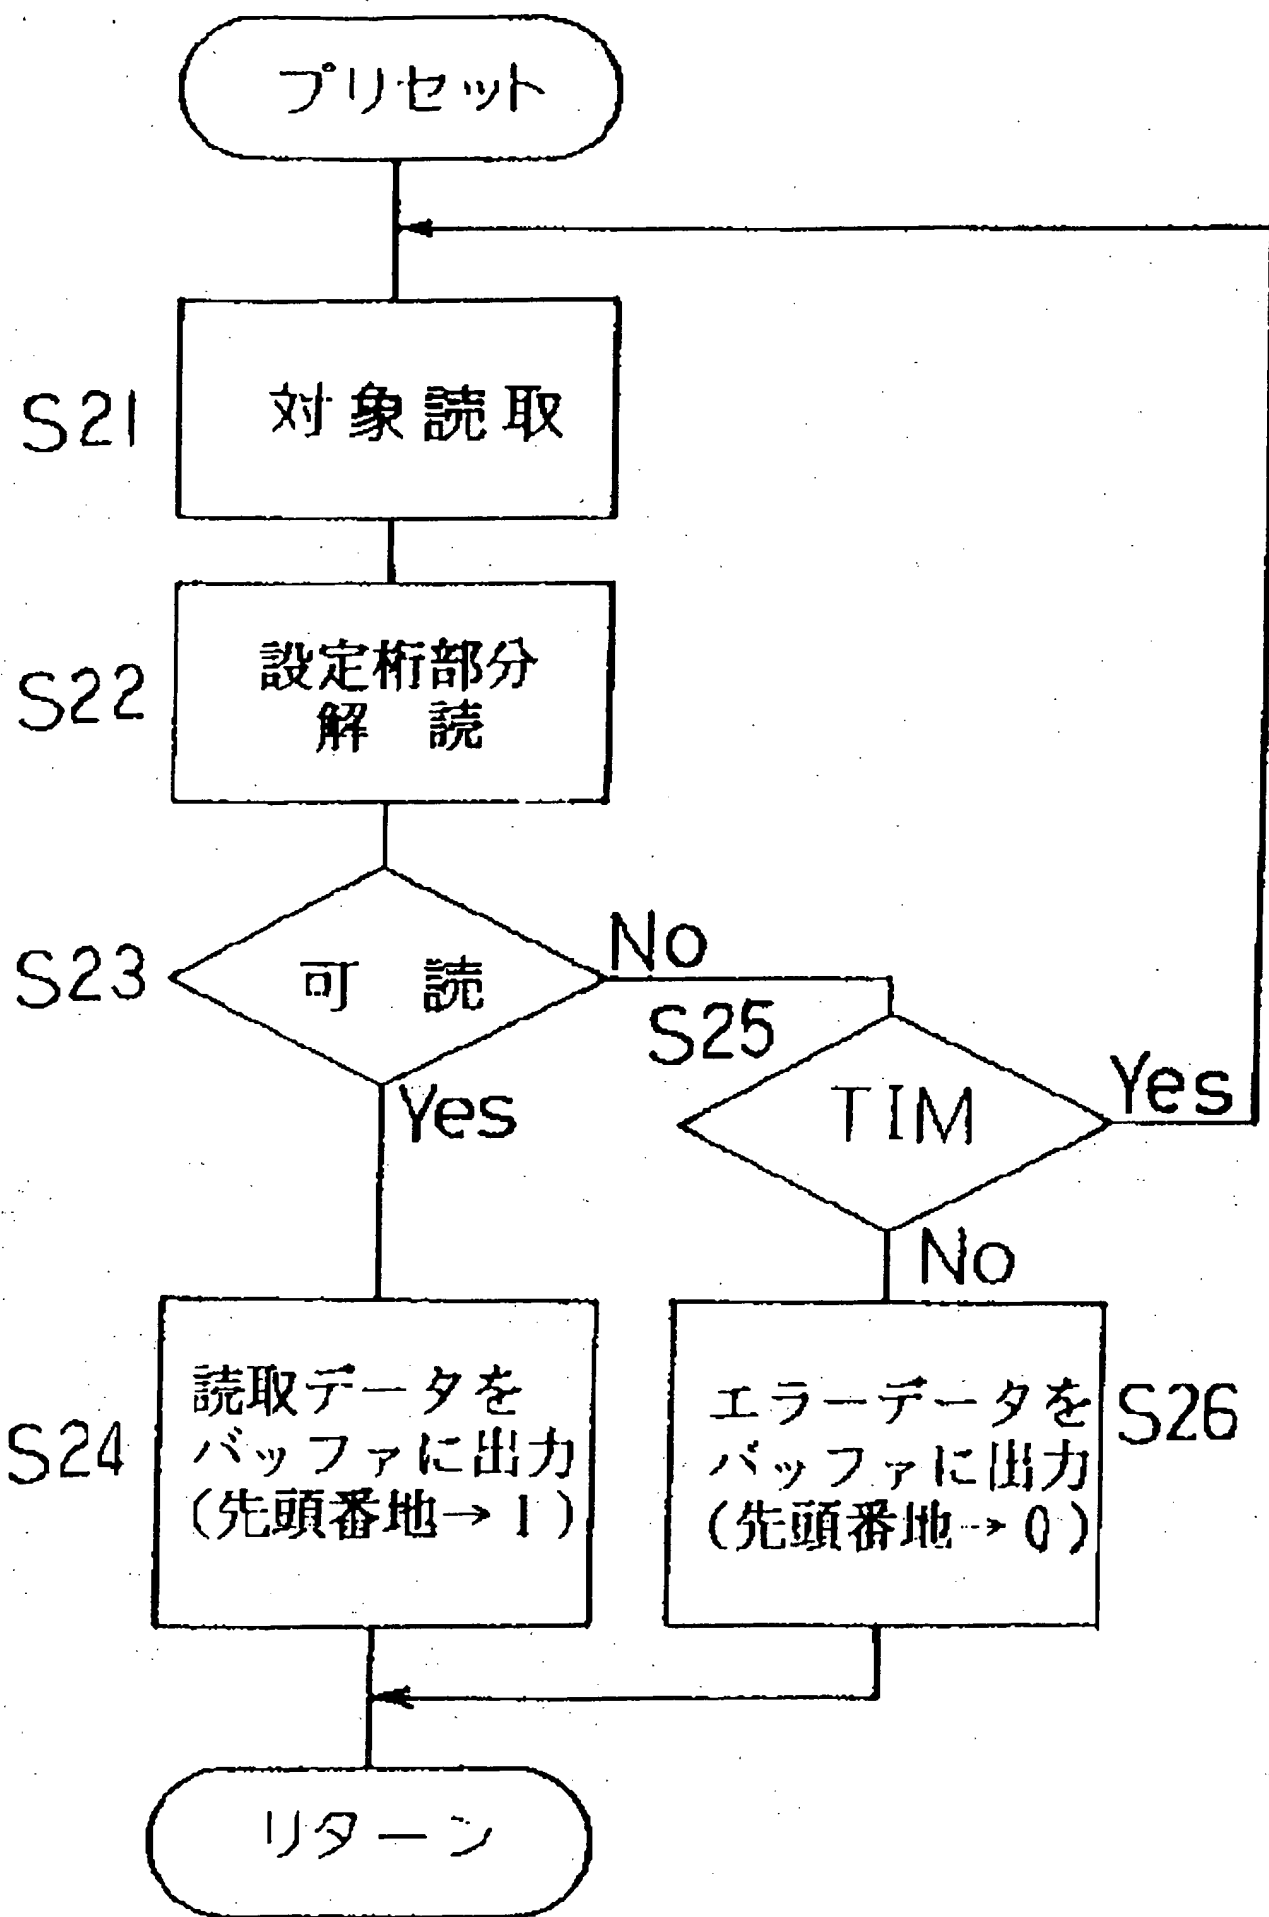 プリセット
S21
対象読取
S22
設定桁部分
解 読
S23
可 読
No
S25
Yes
TIM
Yes
No
S24
読取データを
バッファに出力
(先頭番地→1)
エラーデータを
バッファに出力
(先頭番地→0)
S26
リターン